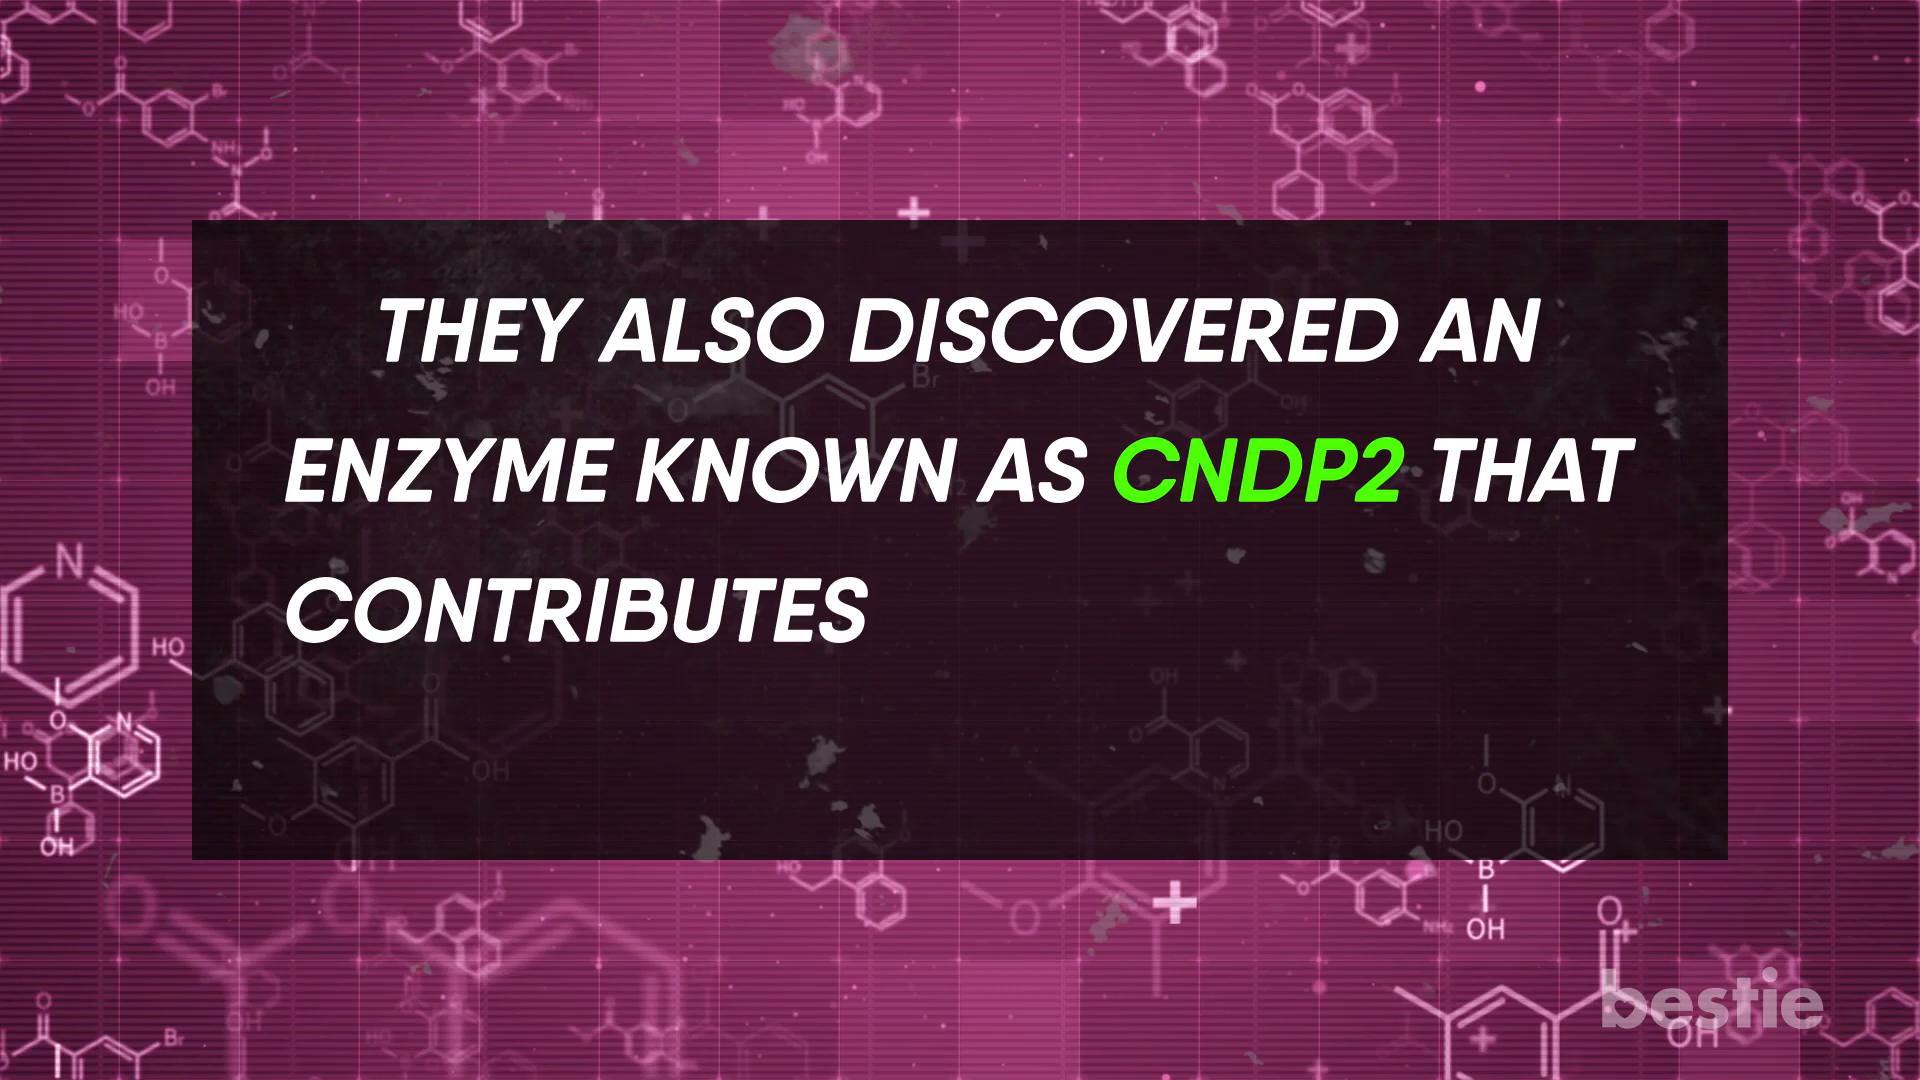 THEY ALSO DISCOVERED AN
ENZYME KNOWN AS CNDP2 THAT
CONTRIBUTES
bestie